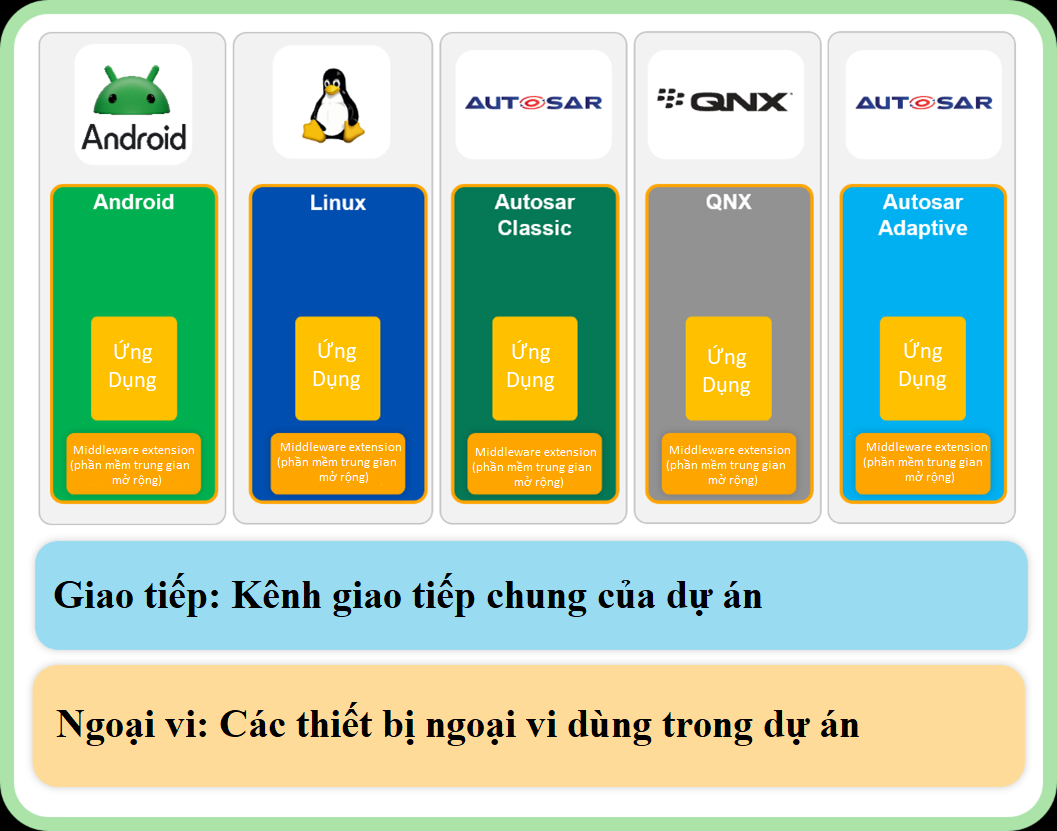 Android
AUTOSAR
QNX
AUTOSAR
Android
Linux
Autosar
Classic
QNX
Autosar
Adaptive
Ứng
Dụng
Ứng
Dụng
Ứng
Dụng
Ứng
Dụng
Ứng
Dụng
Middleware extension
(phần mềm trung gian
mở rộng)
Middleware extension
(phần mềm trung gian
mở rộng)
Middleware extension
(phần mềm trung gian
mở rộng)
Middleware extension
(phần mềm trung gian
mở rộng)
Middleware extension
(phần mềm trung gian
mở rộng)
Giao tiếp: Kênh giao tiếp chung của dự án
Ngoại vi: Các thiết bị ngoại vi dùng trong dự án